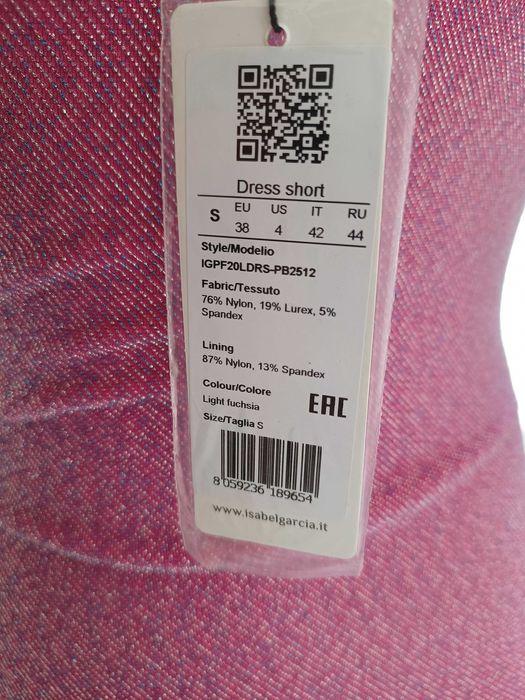 Dress short
S EU US IT RU
38 4 42 44
Style/Modelio
IGPF20LDRS-PB2512
Fabric/Tessuto
76% Nylon, 19% Lurex, 5%
Spandex
Lining
87% Nylon, 13% Spandex
Colour/Colore
Light fuchsia
EAC
Size/Taglia S
8 059236 189654
www.isabelgarcia.it